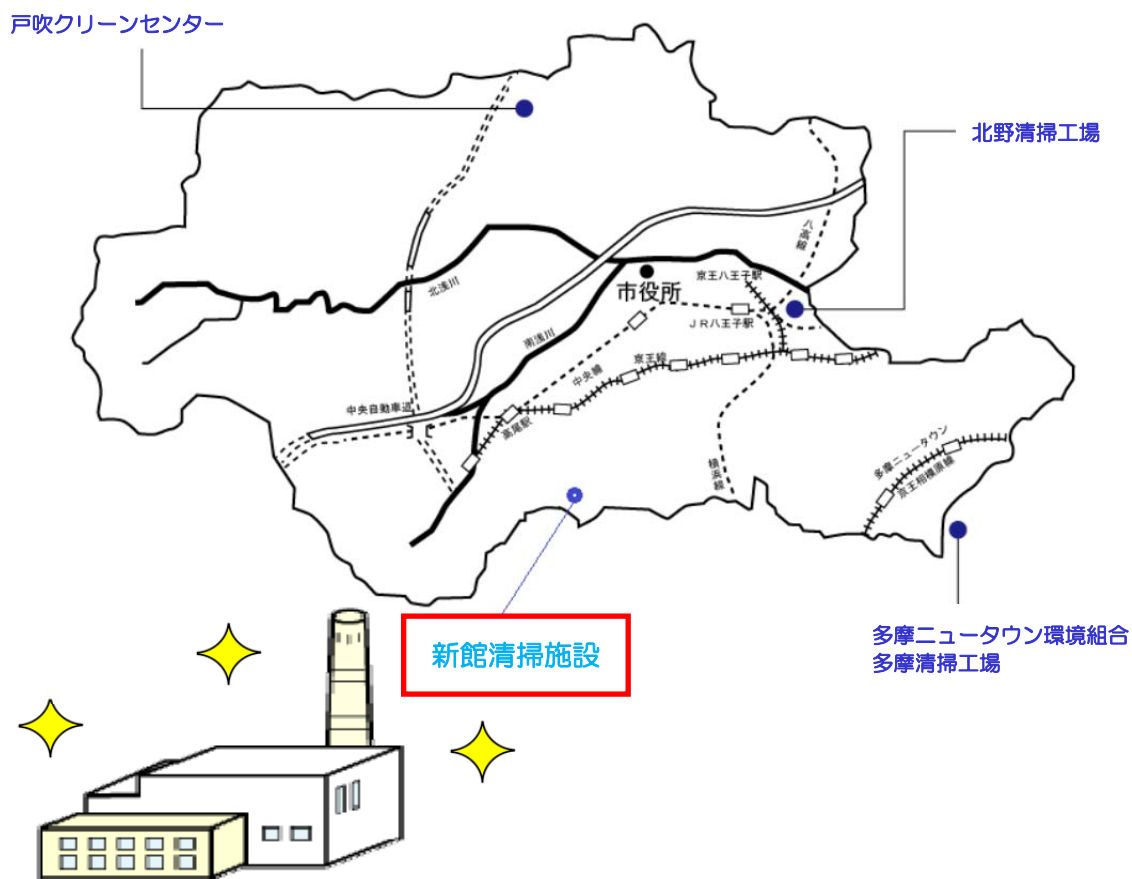 戸吹クリーンセンター
北野清掃工場
八高線
京王八王子駅
市役所
北浅川
JR八王子駅
南浅川
京王線
中央線
中央自動車道
高尾駅
多摩ニュータウン
横浜線
京王相模原線
新館清掃施設
多摩ニュータウン環境組合
多摩清掃工場